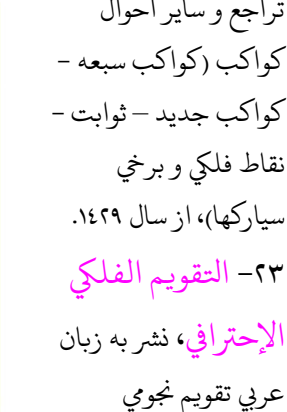 تراجع و سایر احوال
کواکب (کواکب سبعه -
کواکب جدید – ثوابت -
نقاط فلکي و برخي
سیارکها)، از سال ۱۴۲۹.
۲۳- التقویم الفلکي
الإحترافي، نشر به زبان
عربي تقویم نجومي